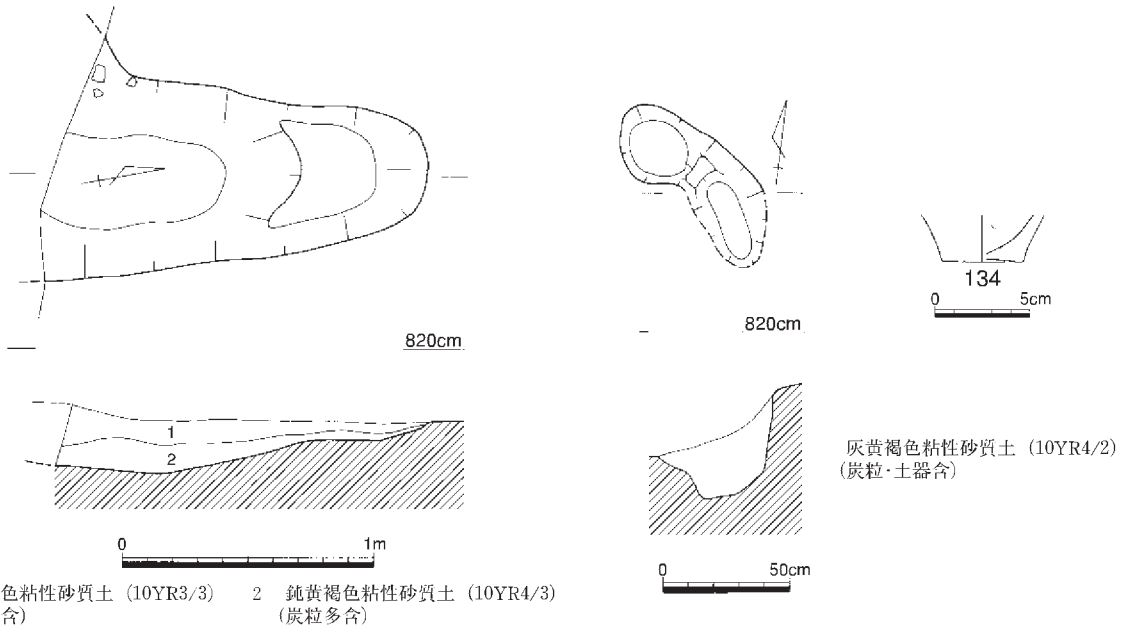 820cm
1
2
0 1m
色粘性砂質土 (10YR3/3)
含)
2 鈍黄褐色粘性砂質土 (10YR4/3)
(炭粒多含)
820cm
0 50cm
134
0 5cm
灰黄褐色粘性砂質土 (10YR4/2)
(炭粒·土器含)